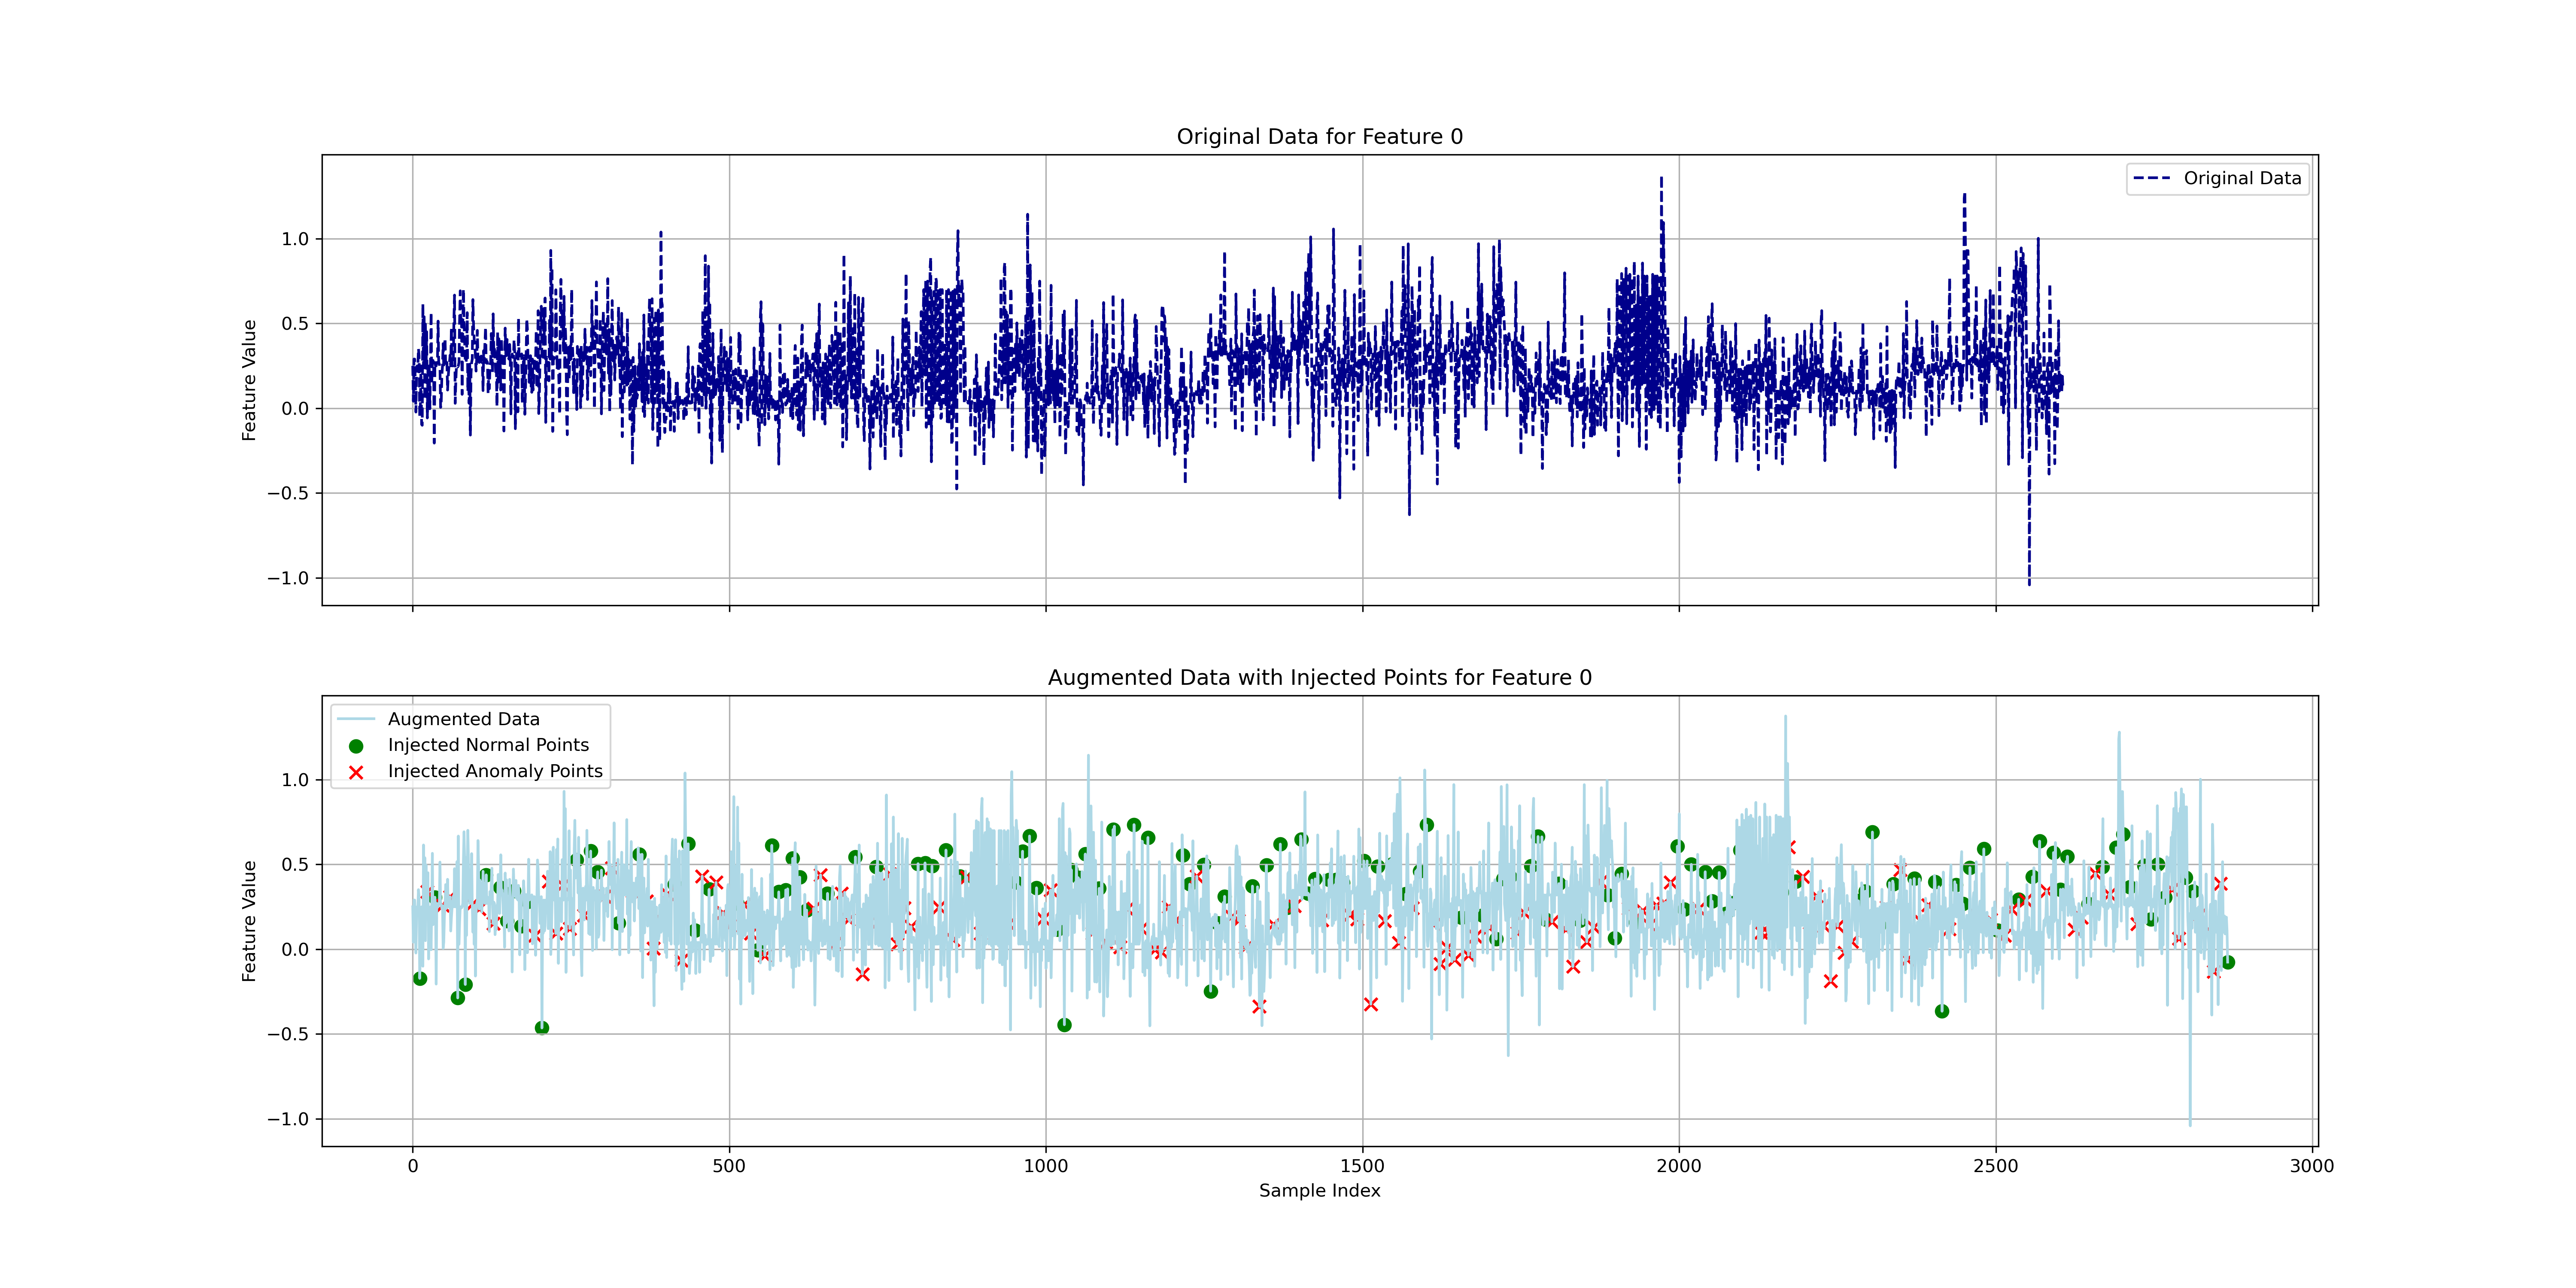 Original Data for Feature 0
Original Data
1.0
0.5
0.0
−0.5
−1.0
Feature Value
Augmented Data with Injected Points for Feature 0
Augmented Data
Injected Normal Points
Injected Anomaly Points
1.0
0.5
0.0
−0.5
−1.0
Feature Value
0 500 1000 1500 2000 2500 3000
Sample Index